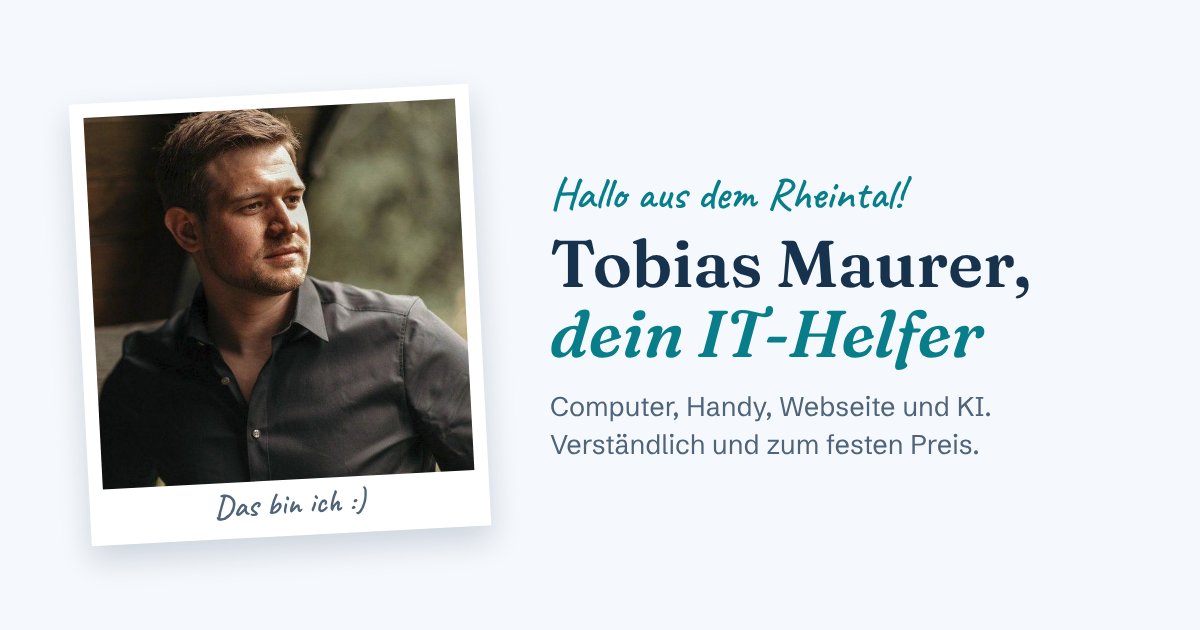 Hallo aus dem Rheintal!
Tobias Maurer,
dein IT-Helfer
Computer, Handy, Webseite und KI.
Verständlich und zum festen Preis.
Das bin ich :)